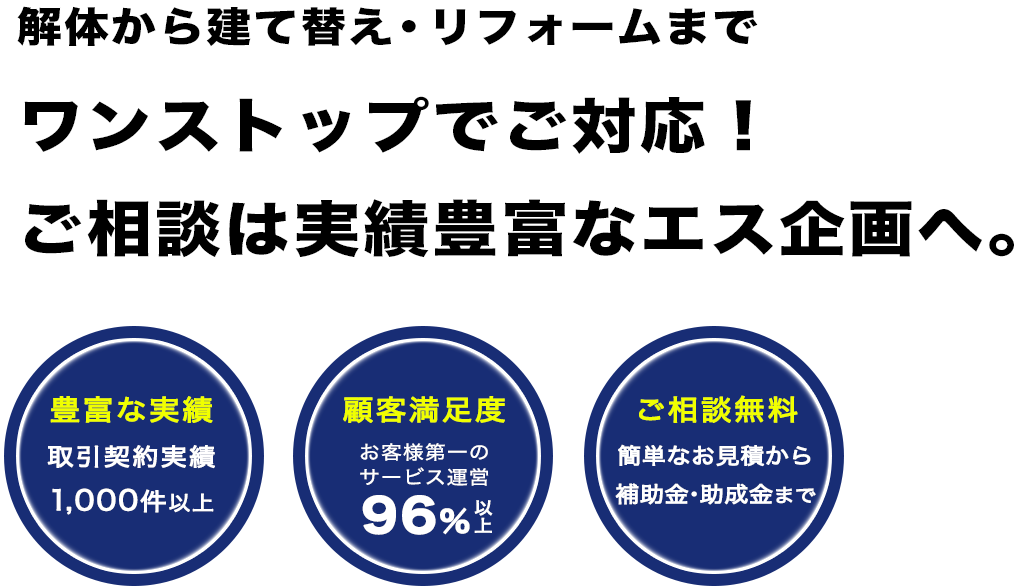 解体から建て替え・リフォームまで
ワンストップでご対応！
ご相談は実績豊富なエス企画へ。
豊富な実績
取引契約実績
1,000件以上
顧客満足度
お客様第一の
サービス運営
96%以上
ご相談無料
簡単なお見積から
補助金・助成金まで